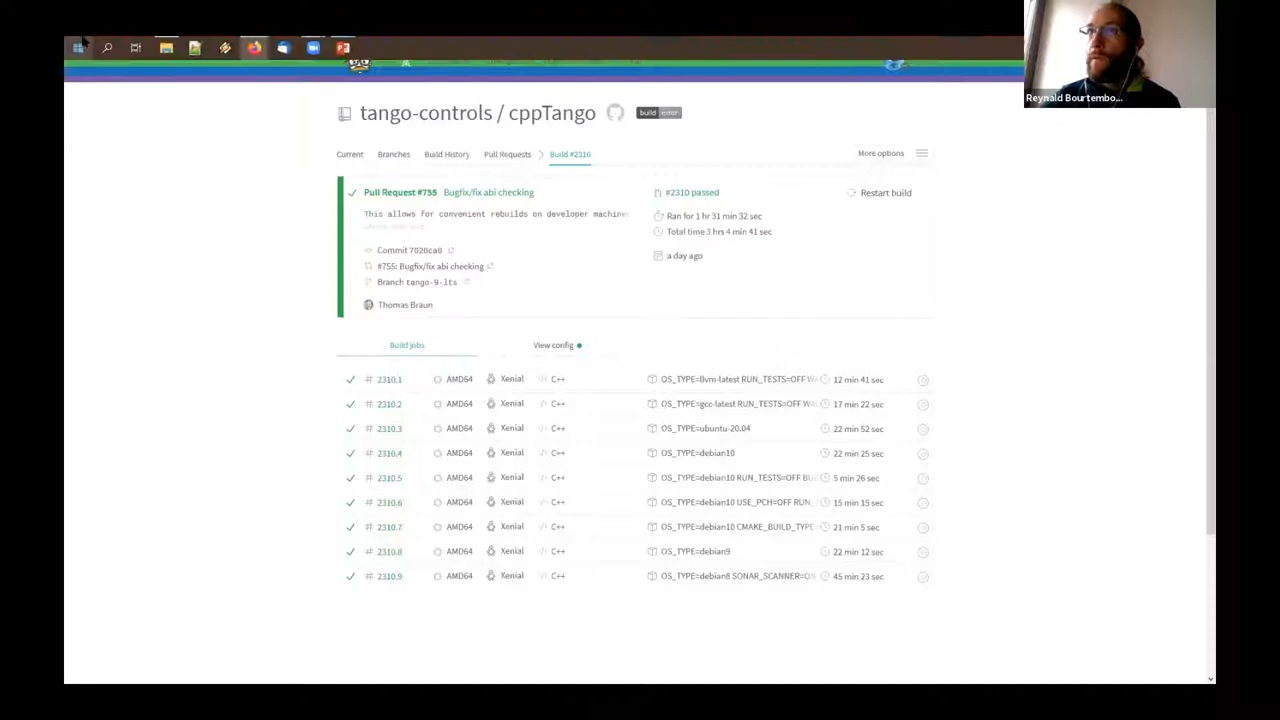 Reynald Bourtembo...
tango-controls / cppTango
build error
Current Branches Build History Pull Requests Build #2310 More options
Pull Request #755 Bugfix/fix abi checking
#2310 passed
Restart build
This allows for convenient rebuilds on developer machines
Ran for 1 hr 31 min 32 sec
Total time 3 hrs 4 min 41 sec
Commit 7020ca0
a day ago
#755: Bugfix/fix abi checking
Branch tango-9-lts
Thomas Braun
Build jobs View config
# 2310.1 AMD64 Xenial </> C++ OS_TYPE=llvm-latest RUN_TESTS=OFF WA 12 min 41 sec
# 2310.2 AMD64 Xenial </> C++ OS_TYPE=gcc-latest RUN_TESTS=OFF WA 17 min 22 sec
# 2310.3 AMD64 Xenial </> C++ OS_TYPE=ubuntu-20.04 22 min 52 sec
# 2310.4 AMD64 Xenial </> C++ OS_TYPE=debian10 22 min 25 sec
# 2310.5 AMD64 Xenial </> C++ OS_TYPE=debian10 RUN_TESTS=OFF BU 5 min 26 sec
# 2310.6 AMD64 Xenial </> C++ OS_TYPE=debian10 USE_PCH=OFF RUN_ 15 min 15 sec
# 2310.7 AMD64 Xenial </> C++ OS_TYPE=debian10 CMAKE_BUILD_TYP 21 min 5 sec
# 2310.8 AMD64 Xenial </> C++ OS_TYPE=debian9 22 min 12 sec
# 2310.9 AMD64 Xenial </> C++ OS_TYPE=debian8 SONAR_SCANNER=ON 45 min 23 sec